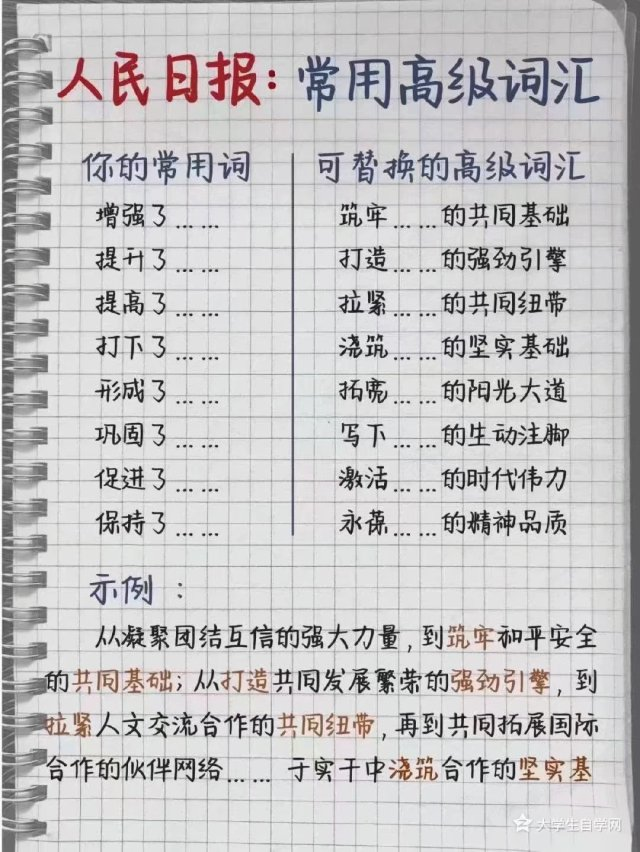 人民日报：常用高级词汇
你的常用词 可替换的高级词汇
增强了…… 筑牢……的共同基础
提升了…… 打造……的强劲引擎
提高了…… 拉紧……的共同纽带
打下了…… 浇筑……的坚实基础
形成了…… 拓宽……的阳光大道
巩固了…… 写下……的生动注脚
促进了…… 激活……的时代伟力
保持了…… 永葆……的精神品质
示例：
从凝聚团结互信的强大力量，到筑牢和平安全
的共同基础；从打造共同发展繁荣的强劲引擎，到
拉紧人文交流合作的共同纽带，再到共同拓展国际
合作的伙伴网络……于实干中浇筑合作的坚实基
大学生自学网